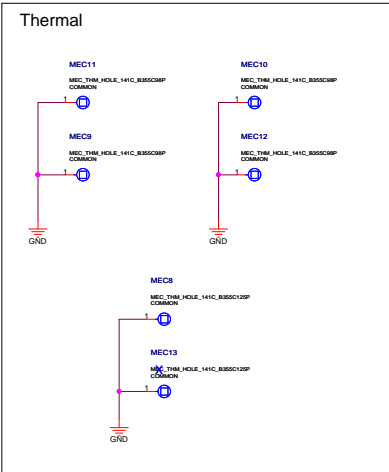 Thermal
MEC11
MEC_THM_HOLE_141C_B355C98P
COMMON
1
MEC9
MEC_THM_HOLE_141C_B355C98P
COMMON
1
GND
MEC10
MEC_THM_HOLE_141C_B355C98P
COMMON
1
MEC12
MEC_THM_HOLE_141C_B355C98P
COMMON
1
GND
MEC8
MEC_THM_HOLE_141C_B355C125P
COMMON
1
MEC13
MEC_THM_HOLE_141C_B355C125P
COMMON
1
GND